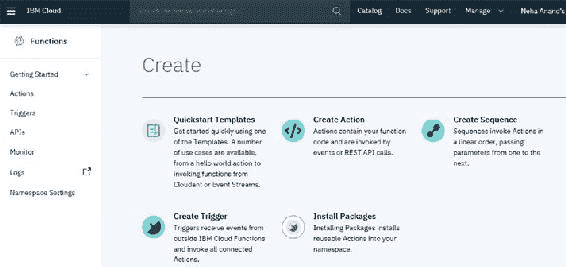 IBM Cloud
Catalog Docs Support Manage Neha Anand's
Functions
Getting Started
Actions
Triggers
APIs
Monitor
Logs
Namespace Settings
Create
Quickstart Templates
Get started quickly using one
of the Templates. A number
of use cases are available,
from a hello world action to
invoking functions from
Cloudant or Event Streams.
Create Action
Actions contain your function
code and are invoked by
events or REST API calls.
Create Sequence
Sequences invoke Actions in
a linear order, passing
parameters from one to the
next.
Create Trigger
Triggers receive events from
outside IBM Cloud Functions
and invoke all connected
Actions.
Install Packages
Installing Packages installs
reusable Actions into your
namespace.